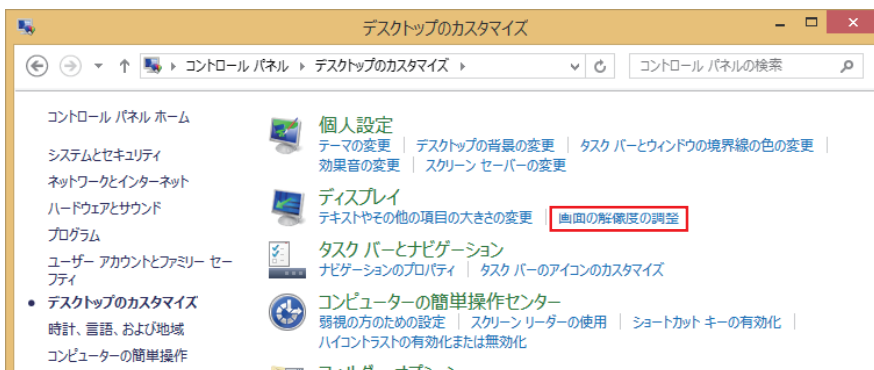 デスクトップのカスタマイズ
コントロール パネル ▸ デスクトップのカスタマイズ ▸
コントロール パネルの検索
コントロール パネル ホーム
システムとセキュリティ
ネットワークとインターネット
ハードウェアとサウンド
プログラム
ユーザー アカウントとファミリー セー
フティ
デスクトップのカスタマイズ
時計、言語、および地域
コンピューターの簡単操作
個人設定
テーマの変更 | デスクトップの背景の変更 | タスク バーとウィンドウの境界線の色の変更 |
効果音の変更 | スクリーン セーバーの変更
ディスプレイ
テキストやその他の項目の大きさの変更 | 画面の解像度の調整
タスク バーとナビゲーション
ナビゲーションのプロパティ | タスク バーのアイコンのカスタマイズ
コンピューターの簡単操作センター
弱視の方のための設定 | スクリーン リーダーの使用 | ショートカット キーの有効化 |
ハイコントラストの有効化または無効化
フォルダー オプション